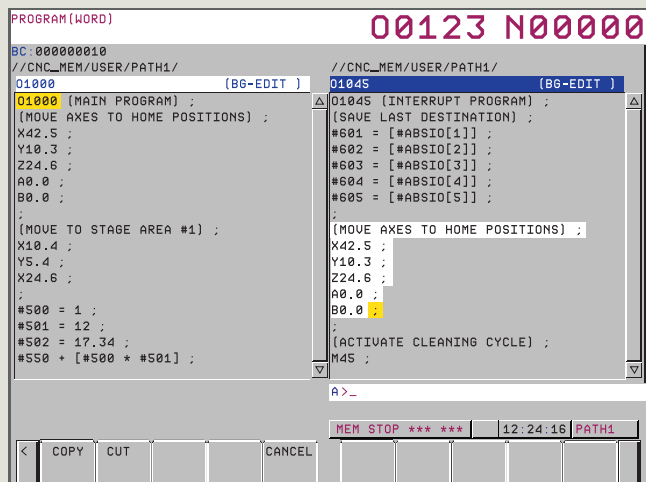 PROGRAM(WORD)
O0123 N00000
BC:000000010
//CNC_MEM/USER/PATH1/
O1000 (BG-EDIT )
O1000 (MAIN PROGRAM) ;
(MOVE AXES TO HOME POSITIONS) ;
X42.5 ;
Y10.3 ;
Z24.6 ;
A0.0 ;
B0.0 ;
;
(MOVE TO STAGE AREA #1) ;
X10.4 ;
Y5.4 ;
X24.6 ;
;
#500 = 1 ;
#501 = 12 ;
#502 = 17.34 ;
#550 + [#500 * #501] ;
//CNC_MEM/USER/PATH1/
O1045 (BG-EDIT )
O1045 (INTERRUPT PROGRAM) ;
(SAVE LAST DESTINATION) ;
#601 = [#ABSIO[1]] ;
#602 = [#ABSIO[2]] ;
#603 = [#ABSIO[3]] ;
#604 = [#ABSIO[4]] ;
#605 = [#ABSIO[5]] ;
;
(MOVE AXES TO HOME POSITIONS) ;
X42.5 ;
Y10.3 ;
Z24.6 ;
A0.0 ;
B0.0 ;
;
(ACTIVATE CLEANING CYCLE) ;
M45 ;
A>_
MEM STOP *** *** 12:24:16 PATH1
< COPY CUT CANCEL